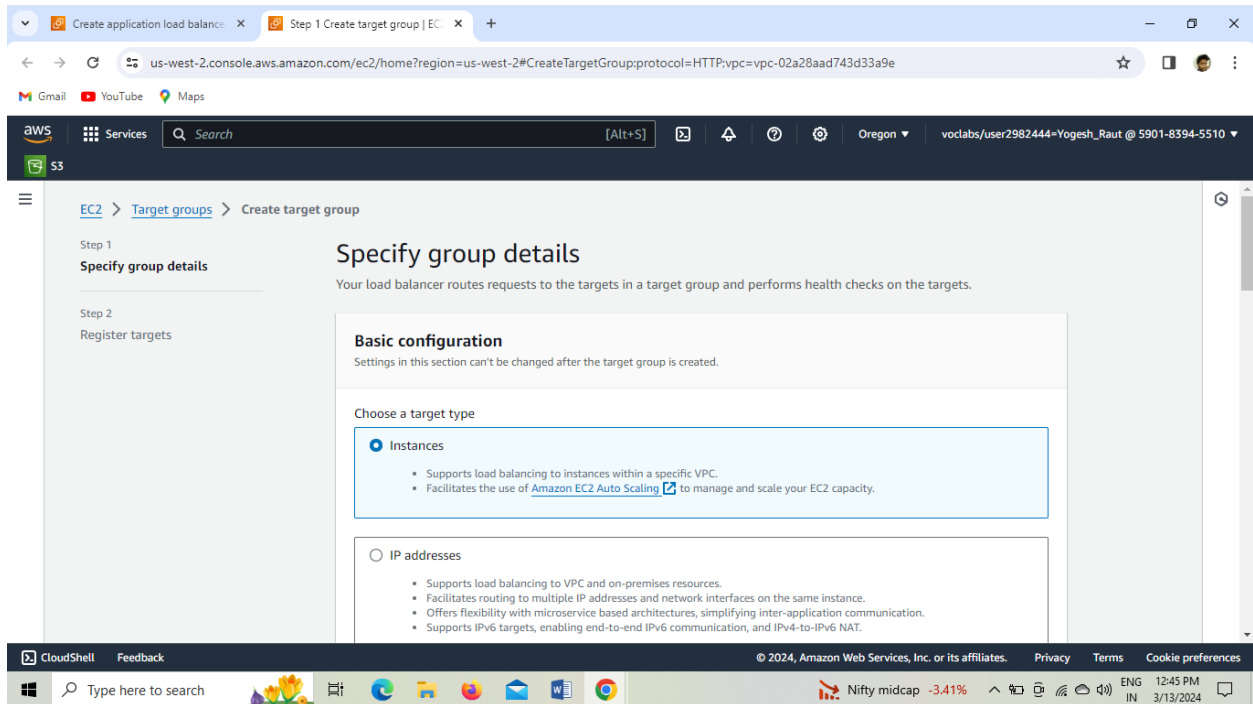 Create application load balance
Step 1 Create target group | EC
us-west-2.console.aws.amazon.com/ec2/home?region=us-west-2#CreateTargetGroup:protocol=HTTP;vpc=vpc-02a28aad743d33a9e
Gmail YouTube Maps
aws Services Search [Alt+S] Oregon voclabs/user2982444=Yogesh_Raut @ 5901-8394-5510
S3
EC2 > Target groups > Create target group
Step 1
Specify group details
Step 2
Register targets
Specify group details
Your load balancer routes requests to the targets in a target group and performs health checks on the targets.
Basic configuration
Settings in this section can't be changed after the target group is created.
Choose a target type
Instances
• Supports load balancing to instances within a specific VPC.
• Facilitates the use of Amazon EC2 Auto Scaling to manage and scale your EC2 capacity.
IP addresses
• Supports load balancing to VPC and on-premises resources.
• Facilitates routing to multiple IP addresses and network interfaces on the same instance.
• Offers flexibility with microservice based architectures, simplifying inter-application communication.
• Supports IPv6 targets, enabling end-to-end IPv6 communication, and IPv4-to-IPv6 NAT.
CloudShell Feedback © 2024, Amazon Web Services, Inc. or its affiliates. Privacy Terms Cookie preferences
Type here to search Nifty midcap -3.41% ENG 12:45 PM
IN 3/13/2024